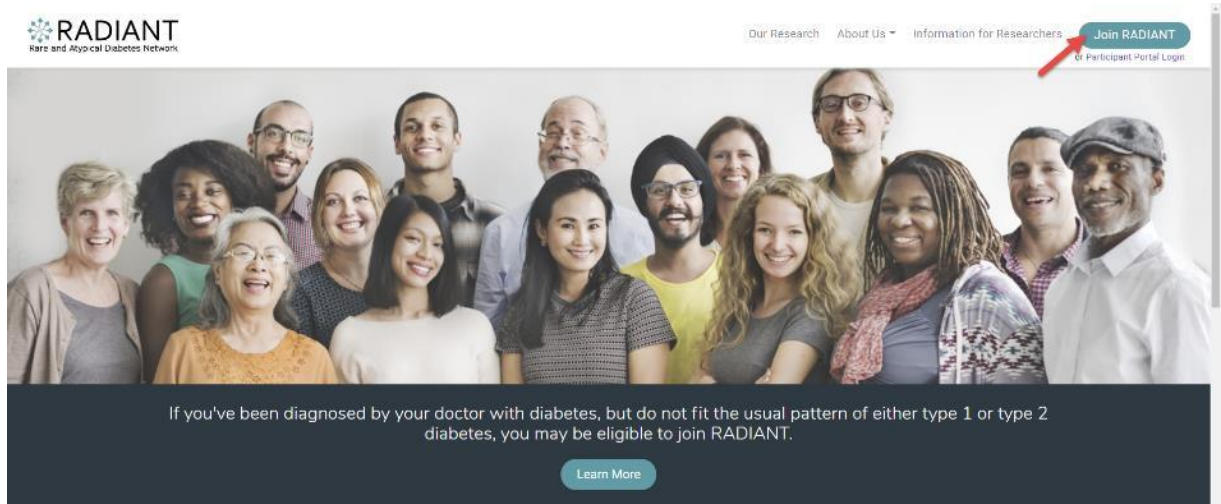 RADIANT
Rare and Atypical Diabetes Network
Our Research About Us Information for Researchers Join RADIANT
or Participant Portal Login
If you've been diagnosed by your doctor with diabetes, but do not fit the usual pattern of either type 1 or type 2
diabetes, you may be eligible to join RADIANT.
Learn More